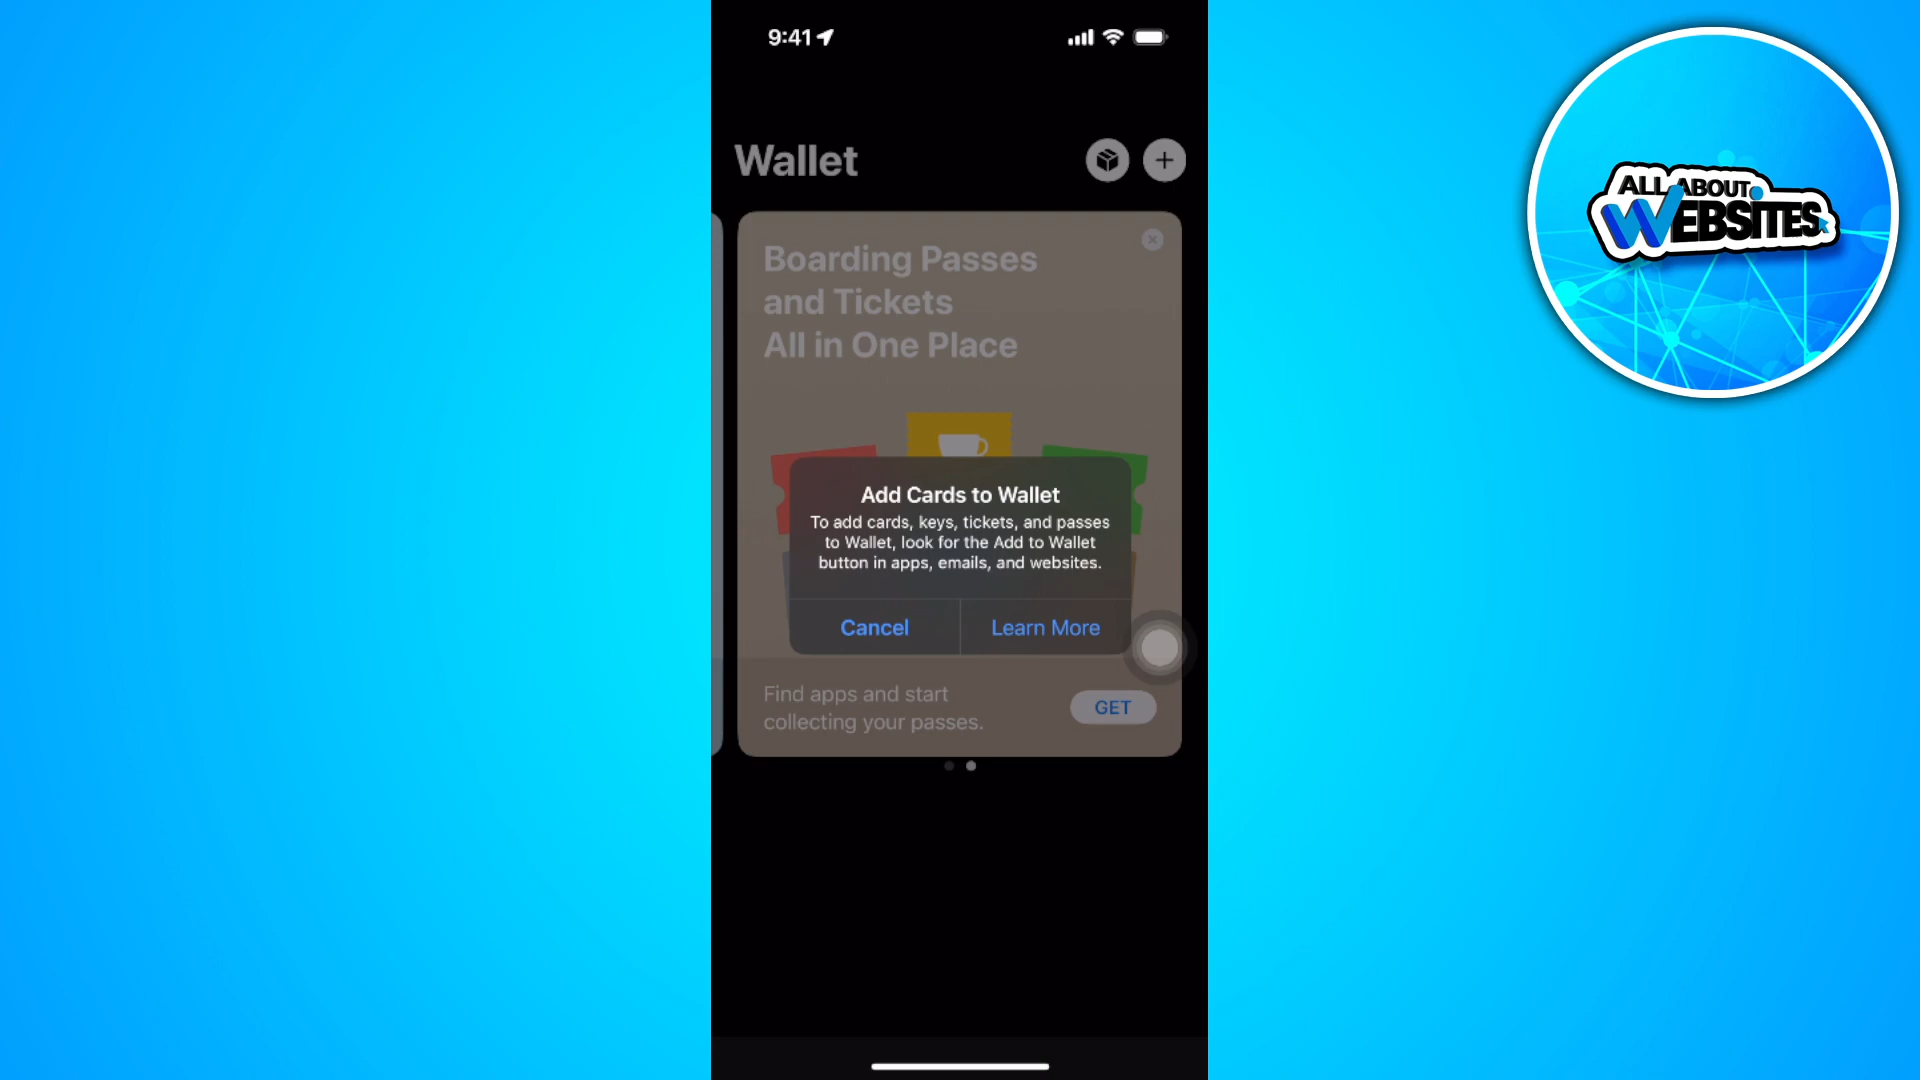 9:41
Wallet
Boarding Passes
and Tickets
All in One Place
Add Cards to Wallet
To add cards, keys, tickets, and passes
to Wallet, look for the Add to Wallet
button in apps, emails, and websites.
Cancel
Learn More
Find apps and start
collecting your passes.
GET
ALL ABOUT
WEBSITES